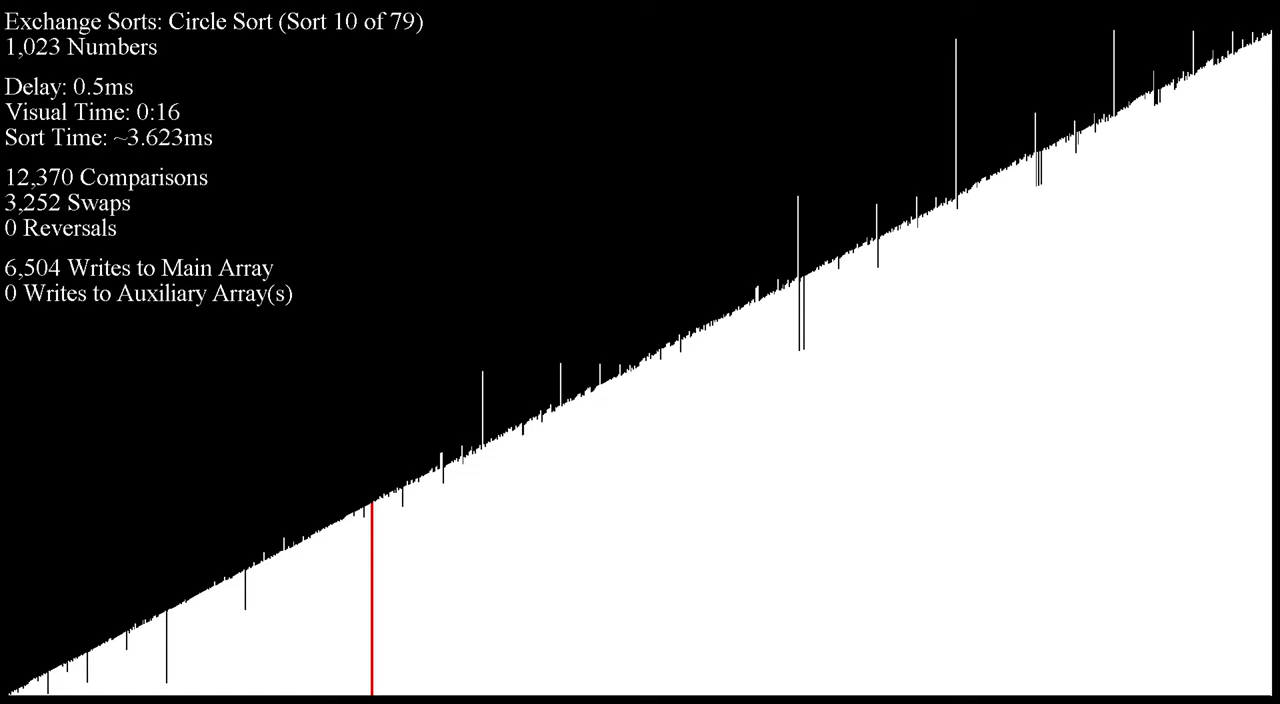 Exchange Sorts: Circle Sort (Sort 10 of 79)
1,023 Numbers
Delay: 0.5ms
Visual Time: 0:16
Sort Time: ~3.623ms
12,370 Comparisons
3,252 Swaps
0 Reversals
6,504 Writes to Main Array
0 Writes to Auxiliary Array(s)